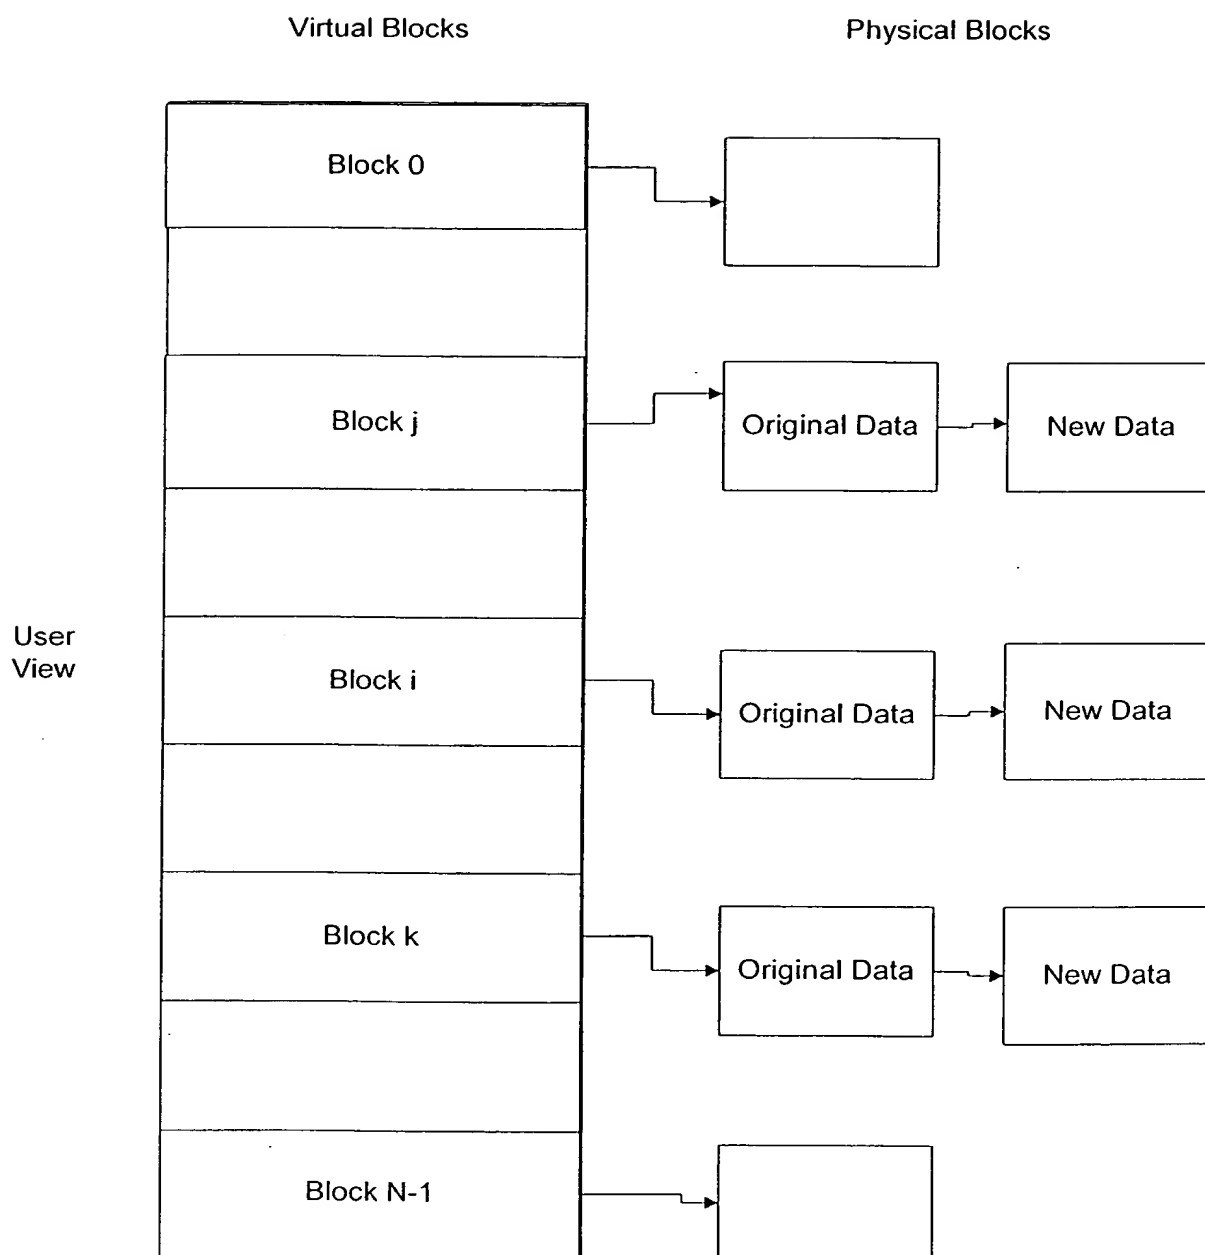 Virtual Blocks
Physical Blocks
Block 0
Block j
Original Data
New Data
User
View
Block i
Original Data
New Data
Block k
Original Data
New Data
Block N-1